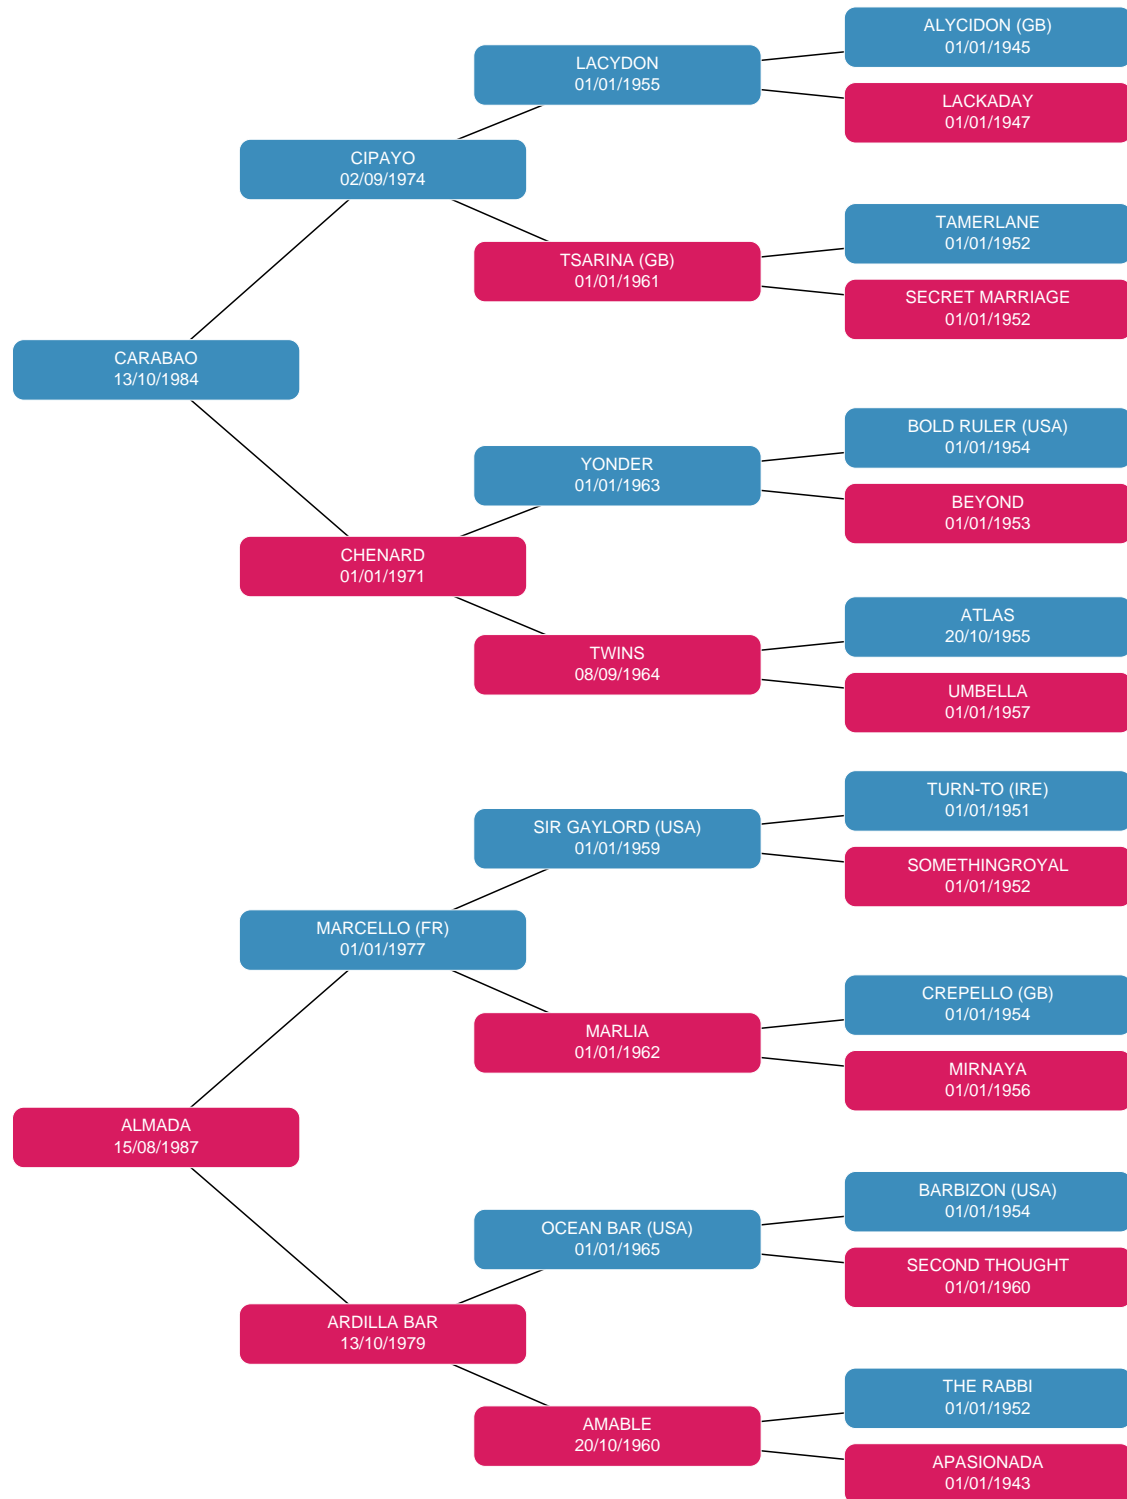 ALYCIDON (GB)
01/01/1945
LACYDON
01/01/1955
LACKADAY
01/01/1947
CIPAYO
02/09/1974
TAMERLANE
01/01/1952
TSARINA (GB)
01/01/1961
SECRET MARRIAGE
01/01/1952
CARABAO
13/10/1984
BOLD RULER (USA)
01/01/1954
YONDER
01/01/1963
BEYOND
01/01/1953
CHENARD
01/01/1971
ATLAS
20/10/1955
TWINS
08/09/1964
UMBELLA
01/01/1957
TURN-TO (IRE)
01/01/1951
SIR GAYLORD (USA)
01/01/1959
SOMETHINGROYAL
01/01/1952
MARCELLO (FR)
01/01/1977
CREPELLO (GB)
01/01/1954
MARLIA
01/01/1962
MIRNAYA
01/01/1956
ALMADA
15/08/1987
BARBIZON (USA)
01/01/1954
OCEAN BAR (USA)
01/01/1965
SECOND THOUGHT
01/01/1960
ARDILLA BAR
13/10/1979
THE RABBI
01/01/1952
AMABLE
20/10/1960
APASIONADA
01/01/1943